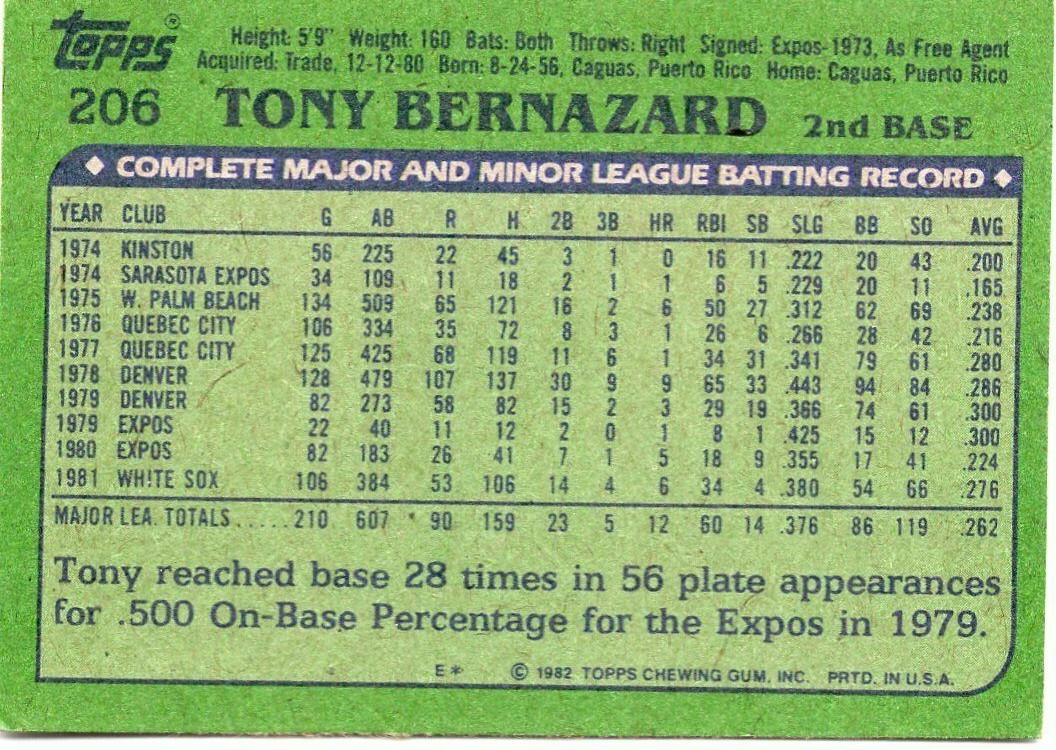 topps®
Height: 5'9" Weight: 160 Bats: Both Throws: Right Signed: Expos-1973, As Free Agent
Acquired: Trade, 12-12-80 Born: 8-24-56, Caguas, Puerto Rico Home: Caguas, Puerto Rico
206 TONY BERNAZARD 2nd BASE
◆ COMPLETE MAJOR AND MINOR LEAGUE BATTING RECORD ◆
YEAR CLUB G AB R H 2B 3B HR RBI SB SLG BB SO AVG
1974 KINSTON 56 225 22 45 3 1 0 16 11 .222 20 43 .200
1974 SARASOTA EXPOS 34 109 11 18 2 1 1 6 5 .229 20 11 .165
1975 W. PALM BEACH 134 509 65 121 16 2 6 50 27 .312 62 69 .238
1976 QUEBEC CITY 106 334 35 72 8 3 1 26 6 .266 28 42 .216
1977 QUEBEC CITY 125 425 68 119 11 6 1 34 31 .341 79 61 .280
1978 DENVER 128 479 107 137 30 9 9 65 33 .443 94 84 .286
1979 DENVER 82 273 58 82 15 2 3 29 19 .366 74 61 .300
1979 EXPOS 22 40 11 12 2 0 1 8 1 .425 15 12 .300
1980 EXPOS 82 183 26 41 7 1 5 18 9 .355 17 41 .224
1981 WHITE SOX 106 384 53 106 14 4 6 34 4 .380 54 66 .276
MAJOR LEA. TOTALS.....210 607 90 159 23 5 12 60 14 .376 86 119 .262
Tony reached base 28 times in 56 plate appearances
for .500 On-Base Percentage for the Expos in 1979.
E* © 1982 TOPPS CHEWING GUM, INC. PRTD. IN U.S.A.